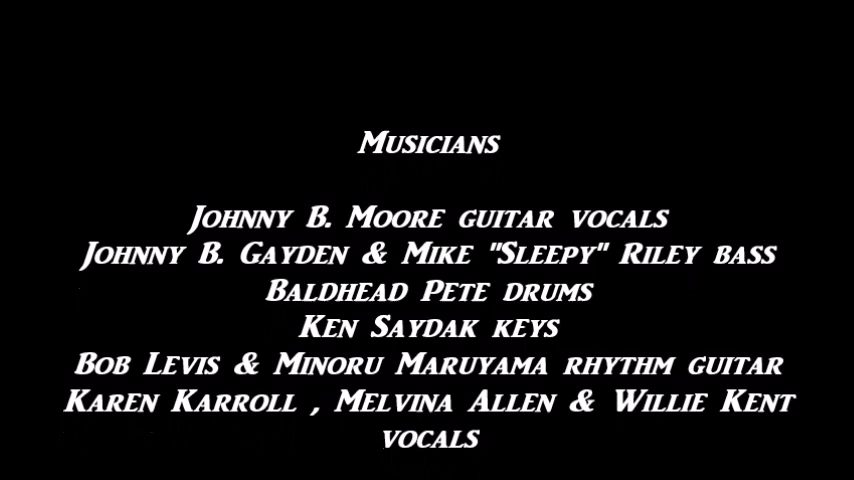 Musicians
Johnny B. Moore guitar vocals
Johnny B. Gayden & Mike "Sleepy" Riley bass
Baldhead Pete drums
Ken Saydak keys
Bob Levis & Minoru Maruyama rhythm guitar
Karen Karroll , Melvina Allen & Willie Kent
vocals